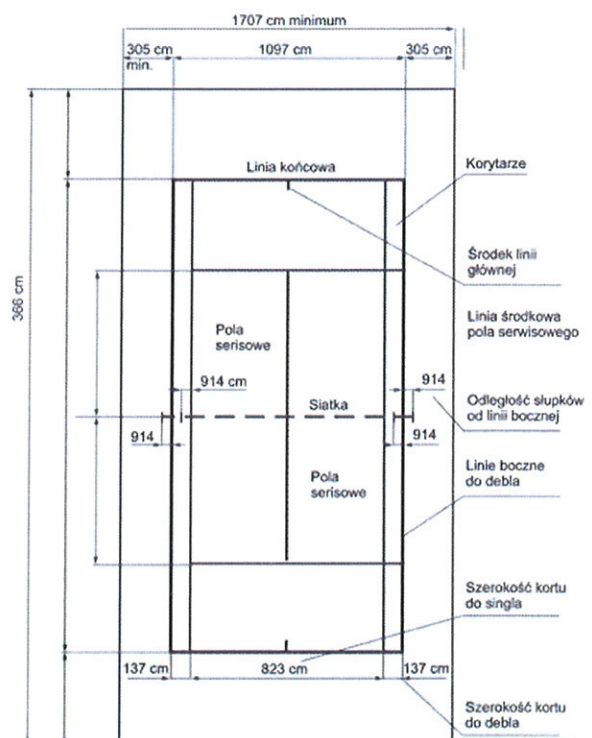 1707 cm minimum
305 cm
min.
1097 cm
305 cm
Linia końcowa
Korytarze
Środek linii
głównej
366 cm
Linia środkowa
pola serwisowego
Pola
serisowe
914 cm
914
Siatka
Odległość słupków
od linii bocznej
914
914
Linie boczne
do debla
Pola
serisowe
Szerokość kortu
do singla
137 cm
823 cm
137 cm
Szerokość kortu
do debla